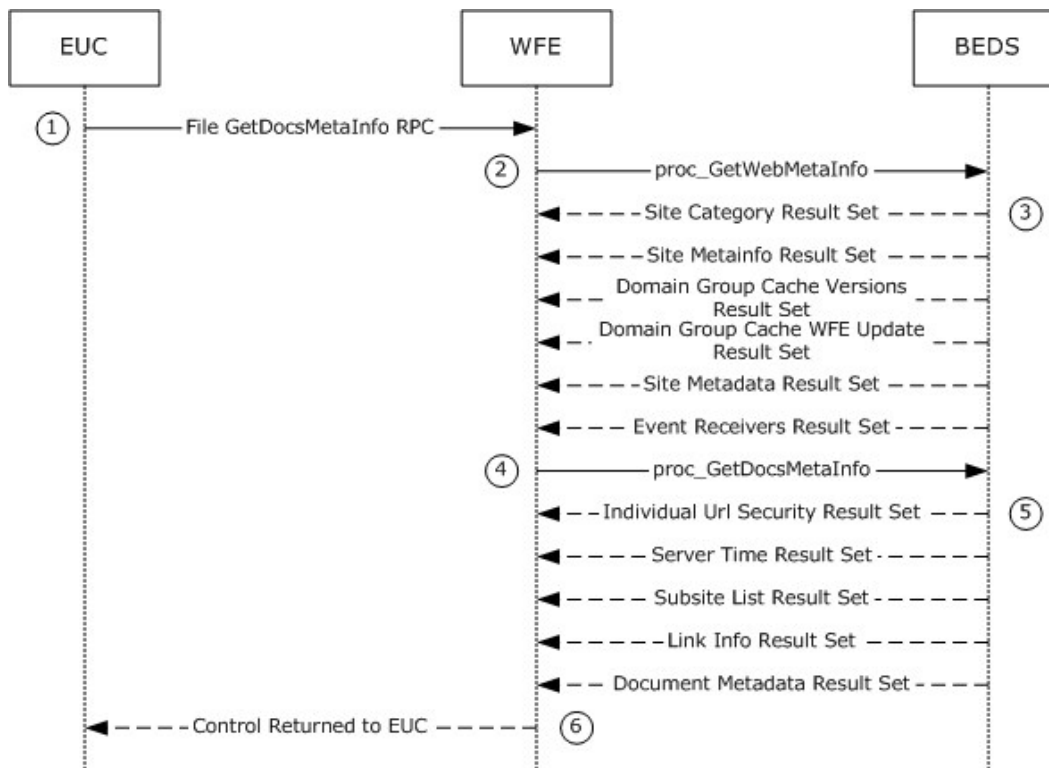 EUC
WFE
BEDS
1
File GetDocsMetaInfo RPC
2
proc_GetWebMetaInfo
Site Category Result Set
3
Site Metainfo Result Set
Domain Group Cache Versions
Result Set
Domain Group Cache WFE Update
Result Set
Site Metadata Result Set
Event Receivers Result Set
4
proc_GetDocsMetaInfo
Individual Url Security Result Set
5
Server Time Result Set
Subsite List Result Set
Link Info Result Set
Document Metadata Result Set
Control Returned to EUC
6